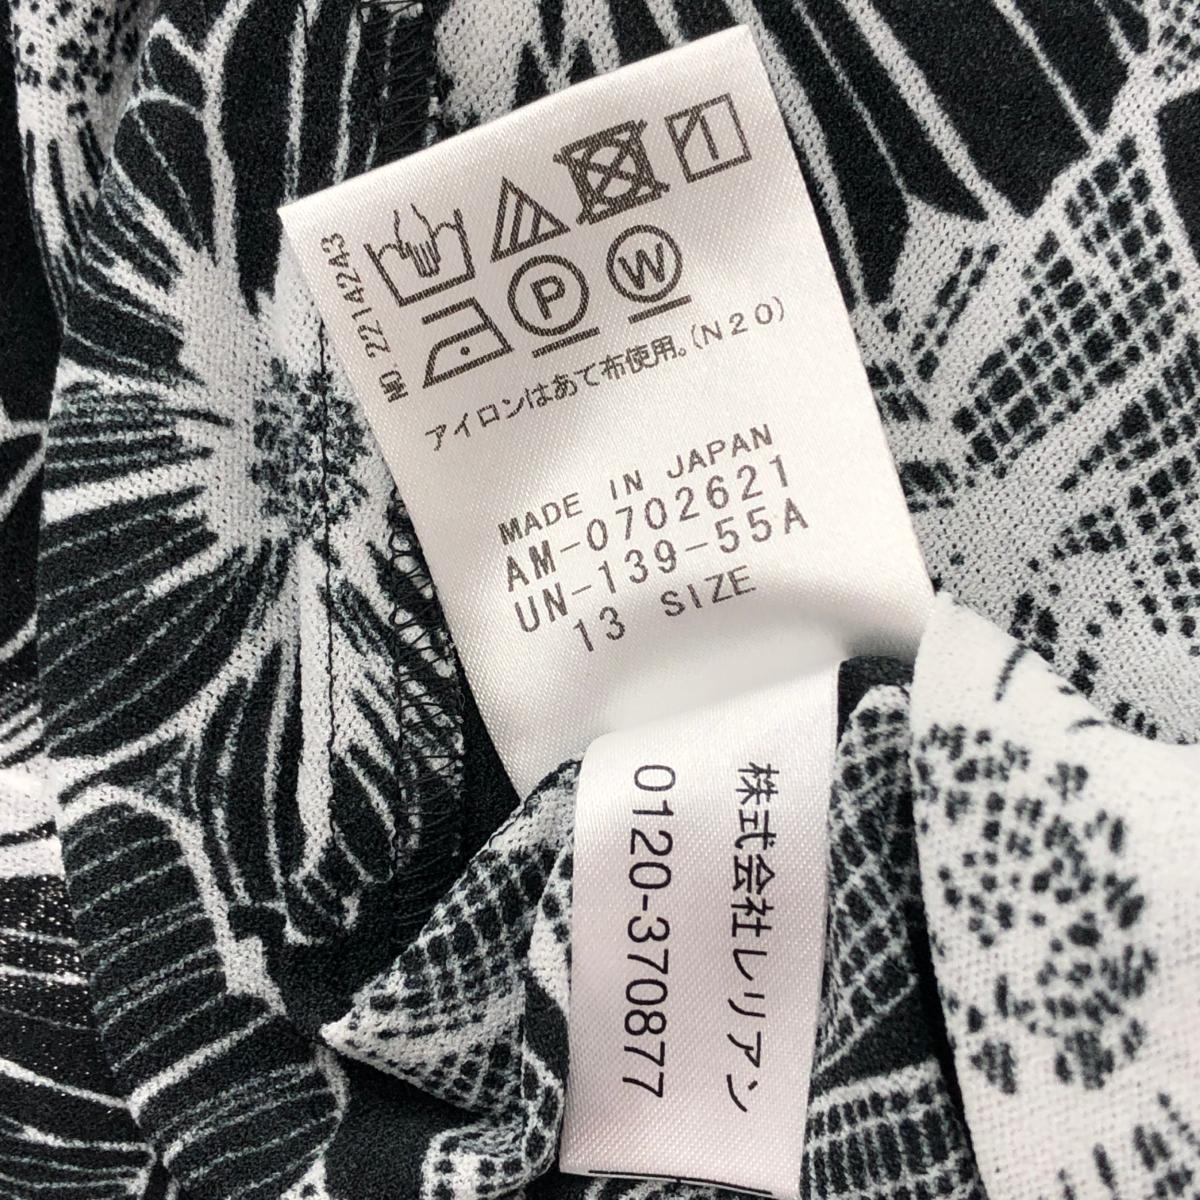 NO.22214243
P W
アイロンはあて布使用。(N20)
MADE IN JAPAN
AM-0702621
UN-139-55A
13 SIZE
株式会社レリアン
0120-370877